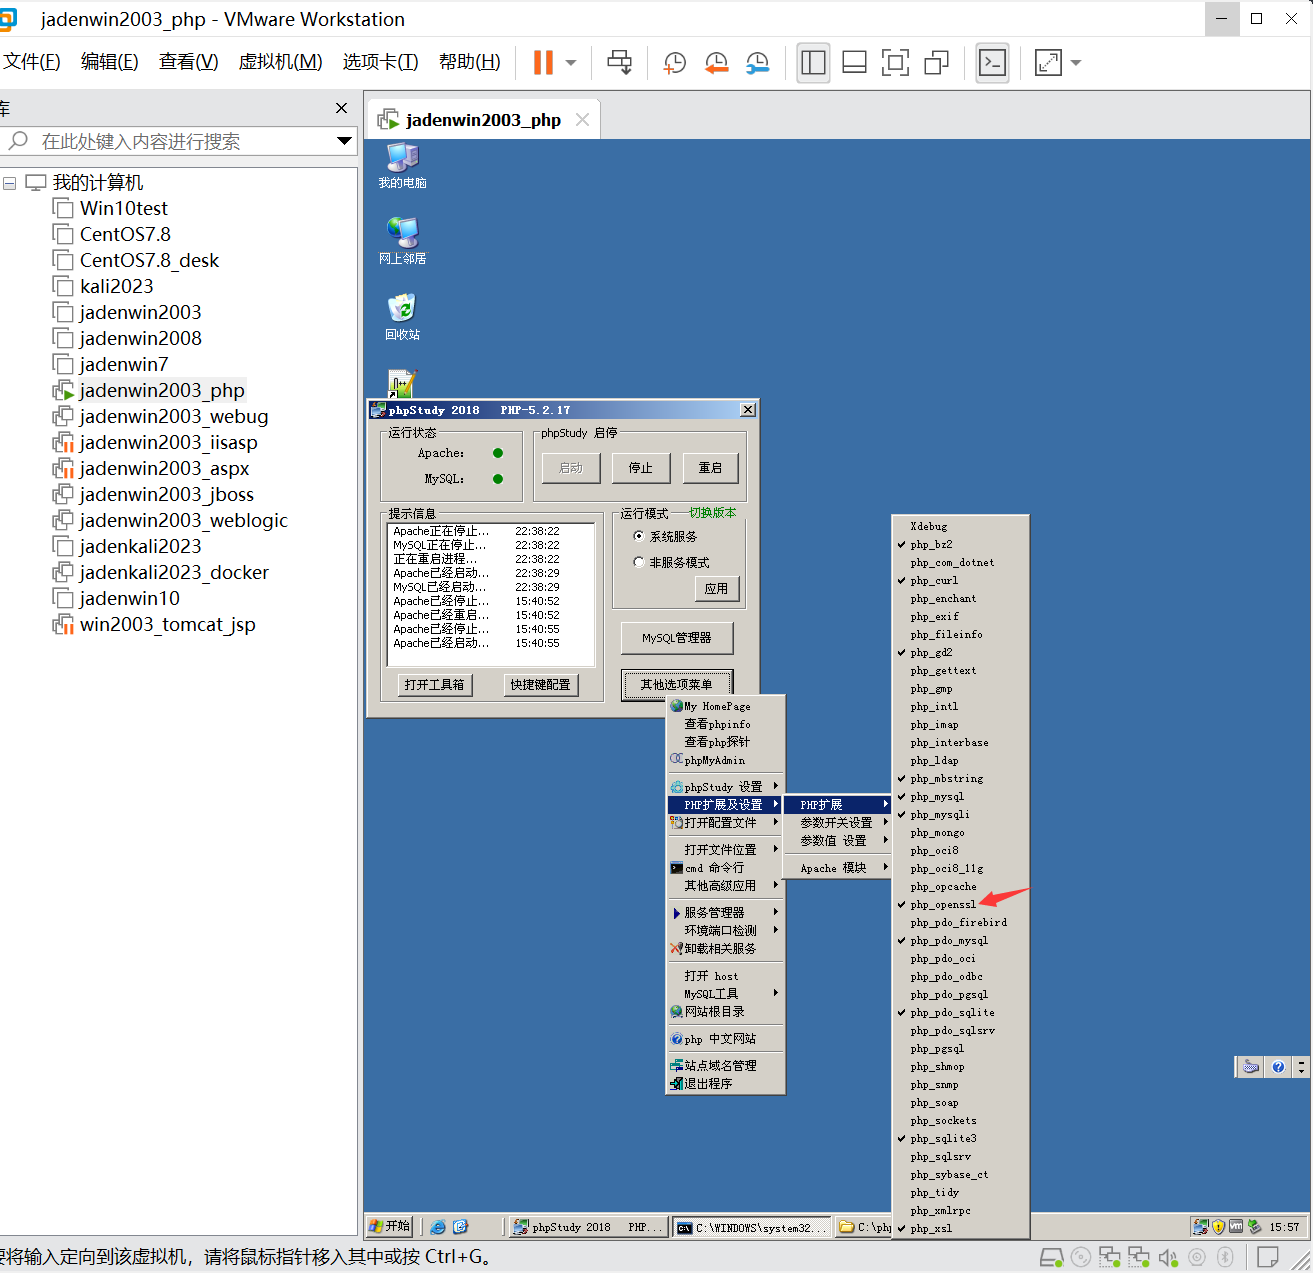 jadenwin2003_php - VMware Workstation
文件(F) 编辑(E) 查看(V) 虚拟机(M) 选项卡(T) 帮助(H)
库
在此处键入内容进行搜索
我的计算机
Win10test
CentOS7.8
CentOS7.8_desk
kali2023
jadenwin2003
jadenwin2008
jadenwin7
jadenwin2003_php
jadenwin2003_webug
jadenwin2003_iisasp
jadenwin2003_aspx
jadenwin2003_jboss
jadenwin2003_weblogic
jadenkali2023
jadenkali2023_docker
jadenwin10
win2003_tomcat_jsp
jadenwin2003_php
我的电脑
网上邻居
回收站
phpStudy 2018 PHP-5.2.17
运行状态
Apache:
MySQL:
phpStudy 启停
启动 停止 重启
提示信息
Apache正在停止... 22:38:22
MySQL正在停止... 22:38:22
正在重启进程... 22:38:22
Apache已经启动... 22:38:29
MySQL已经启动... 22:38:29
Apache已经停止... 15:40:52
Apache已经重启... 15:40:52
Apache已经停止... 15:40:55
Apache已经启动... 15:40:55
打开工具箱 快捷键配置
运行模式 切换版本
系统服务
非服务模式
应用
MySQL管理器
其他选项菜单
My HomePage
查看phpinfo
查看php探针
phpMyAdmin
phpStudy 设置
PHP扩展及设置
打开配置文件
打开文件位置
cmd 命令行
其他高级应用
服务管理器
环境端口检测
卸载相关服务
打开 host
MySQL工具
网站根目录
php 中文网站
站点域名管理
退出程序
PHP扩展
参数开关设置
参数值 设置
Apache 模块
Xdebug
php_bz2
php_com_dotnet
php_curl
php_enchant
php_exif
php_fileinfo
php_gd2
php_gettext
php_gmp
php_intl
php_imap
php_interbase
php_ldap
php_mbstring
php_mysql
php_mysqli
php_mongo
php_oci8
php_oci8_11g
php_opcache
php_openssl
php_pdo_firebird
php_pdo_mysql
php_pdo_oci
php_pdo_odbc
php_pdo_pgsql
php_pdo_sqlite
php_pdo_sqlsrv
php_pgsql
php_shmop
php_snmp
php_soap
php_sockets
php_sqlite3
php_sqlsrv
php_sybase_ct
php_tidy
php_xmlrpc
php_xsl
开始 phpStudy 2018 PHP... C:\WINDOWS\system32... C:\php 15:57
要将输入定向到该虚拟机，请将鼠标指针移入其中或按 Ctrl+G。